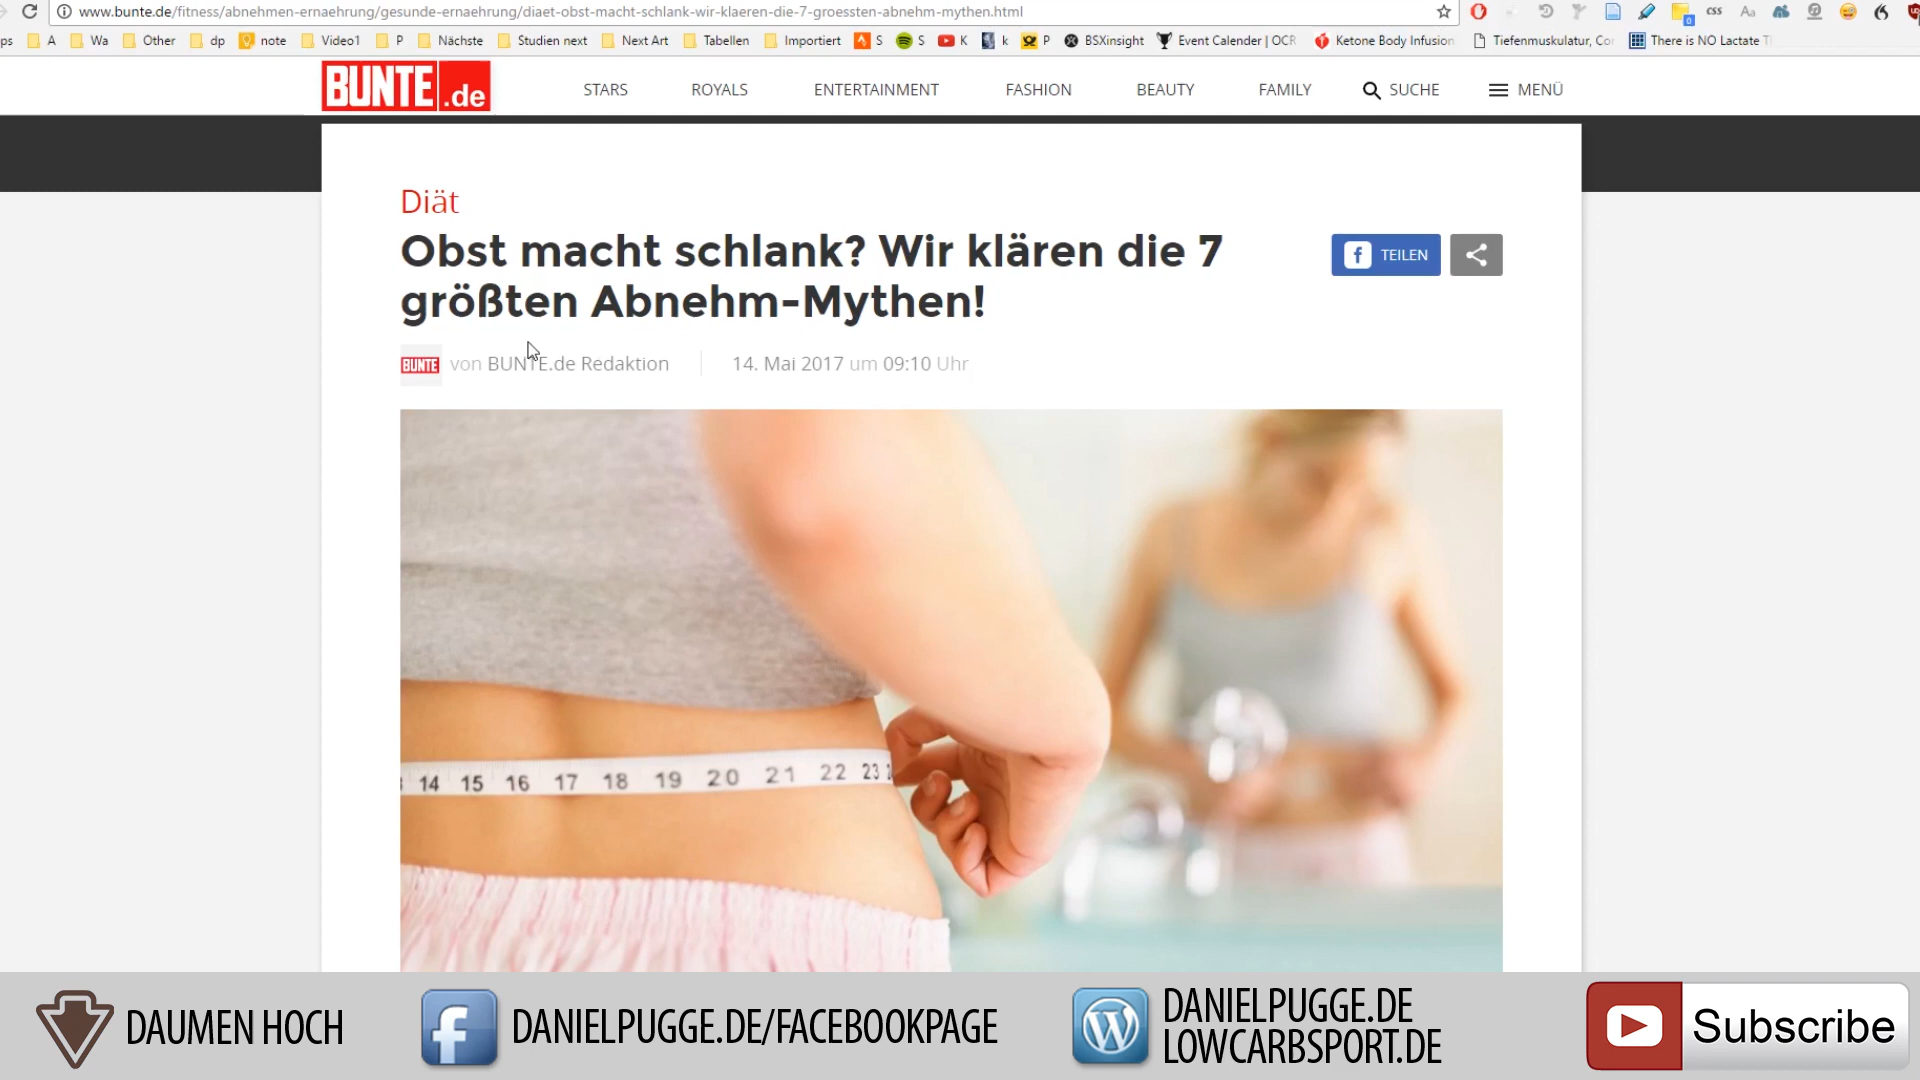 www.bunte.de/fitness/abnehmen-ernaehrung/gesunde-ernaehrung/diaet-obst-macht-schlank-wir-klaeren-die-7-groessten-abnehm-mythen.html
css Aa
ps A Wa Other dp note Video1 P Nächste Studien next Next Art Tabellen Importiert S S K k P BSXinsight Event Calender | OCR Ketone Body Infusion Tiefenmuskulatur, Cor There is NO Lactate T
BUNTE.de STARS ROYALS ENTERTAINMENT FASHION BEAUTY FAMILY SUCHE MENÜ
Diät
Obst macht schlank? Wir klären die 7
größten Abnehm-Mythen!
TEILEN
BUNTE von BUNTE.de Redaktion 14. Mai 2017 um 09:10 Uhr
14 15 16 17 18 19 20 21 22 23
DAUMEN HOCH
DANIELPUGGE.DE/FACEBOOKPAGE
DANIELPUGGE.DE
LOWCARBSPORT.DE
Subscribe